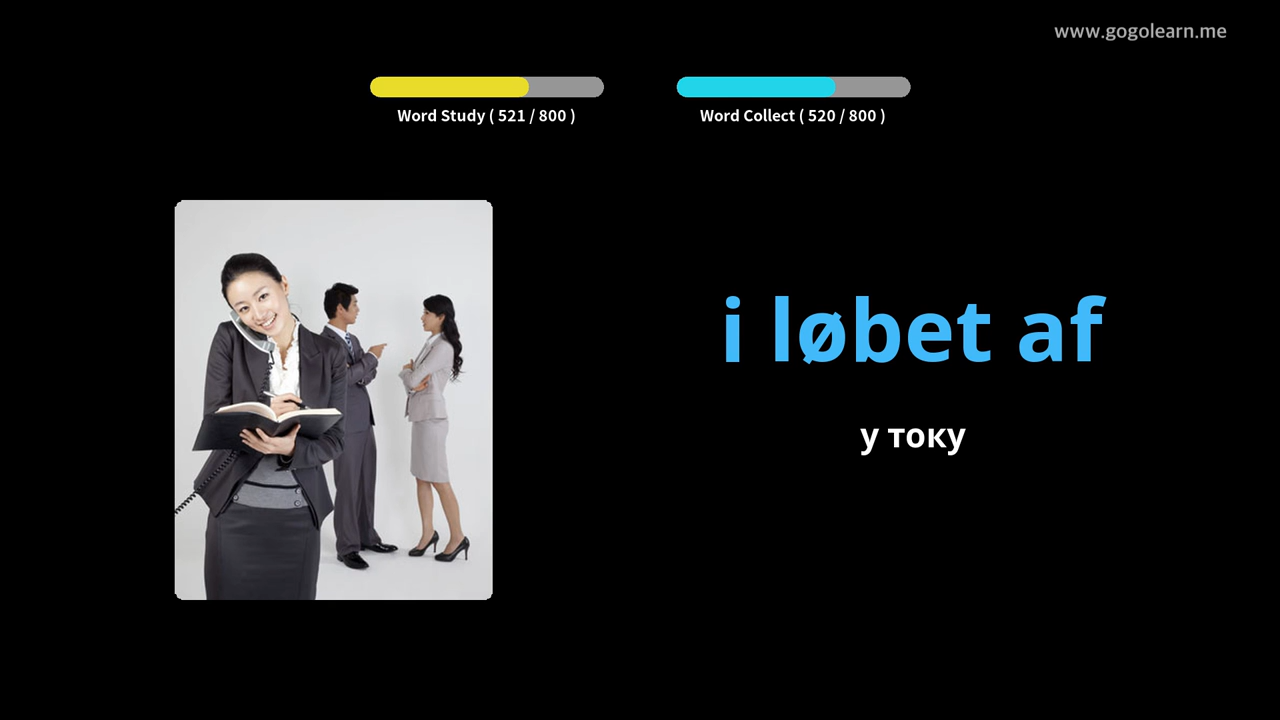 www.gogolearn.me
Word Study ( 521 / 800 )
Word Collect ( 520 / 800 )
i løbet af
у току